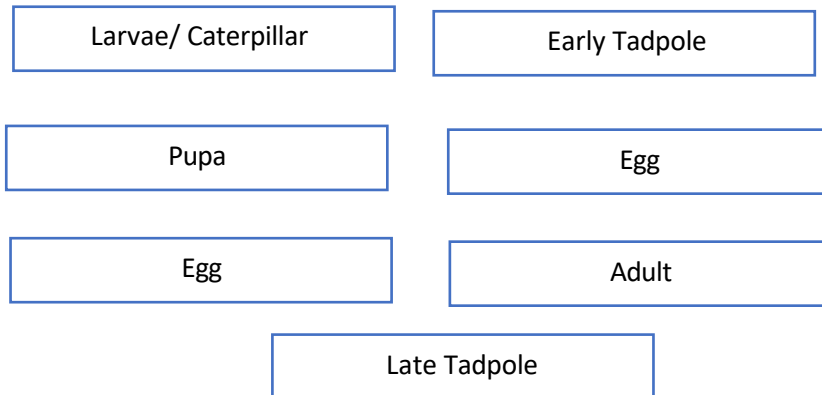 Larvae/ Caterpillar
Early Tadpole
Pupa
Egg
Egg
Adult
Late Tadpole